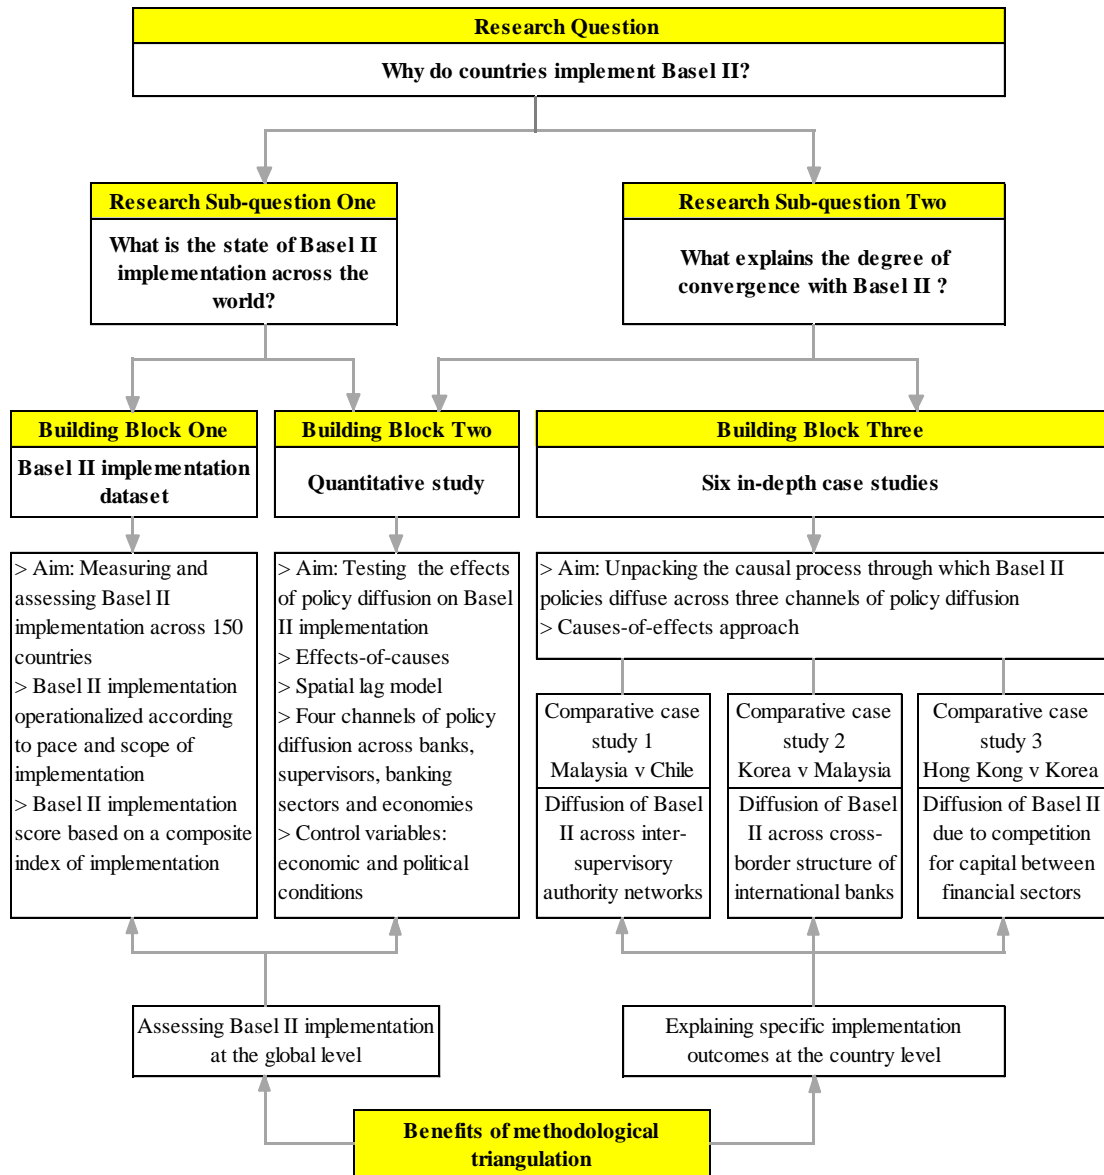 Research Question
Why do countries implement Basel II?
Research Sub-question One
What is the state of Basel II
implementation across the
world?
Research Sub-question Two
What explains the degree of
convergence with Basel II ?
Building Block One
Basel II implementation
dataset
Building Block Two
Quantitative study
Building Block Three
Six in-depth case studies
> Aim: Measuring and
assessing Basel II
implementation across 150
countries
> Basel II implementation
operationalized according
to pace and scope of
implementation
> Basel II implementation
score based on a composite
index of implementation
> Aim: Testing the effects
of policy diffusion on Basel
II implementation
> Effects-of-causes
> Spatial lag model
> Four channels of policy
diffusion across banks,
supervisors, banking
sectors and economies
> Control variables:
economic and political
conditions
> Aim: Unpacking the causal process through which Basel II
policies diffuse across three channels of policy diffusion
> Causes-of-effects approach
Comparative case
study 1
Malaysia v Chile
Diffusion of Basel
II across inter-
supervisory
authority networks
Comparative case
study 2
Korea v Malaysia
Diffusion of Basel
II across cross-
border structure of
international banks
Comparative case
study 3
Hong Kong v Korea
Diffusion of Basel II
due to competition
for capital between
financial sectors
Assessing Basel II implementation
at the global level
Explaining specific implementation
outcomes at the country level
Benefits of methodological
triangulation